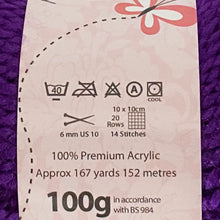 40 A COOL
10 x 10cm
20
Rows
6 mm US 10 14 Stitches
100% Premium Acrylic
Approx 167 yards 152 metres
100g in accordance
with BS 984